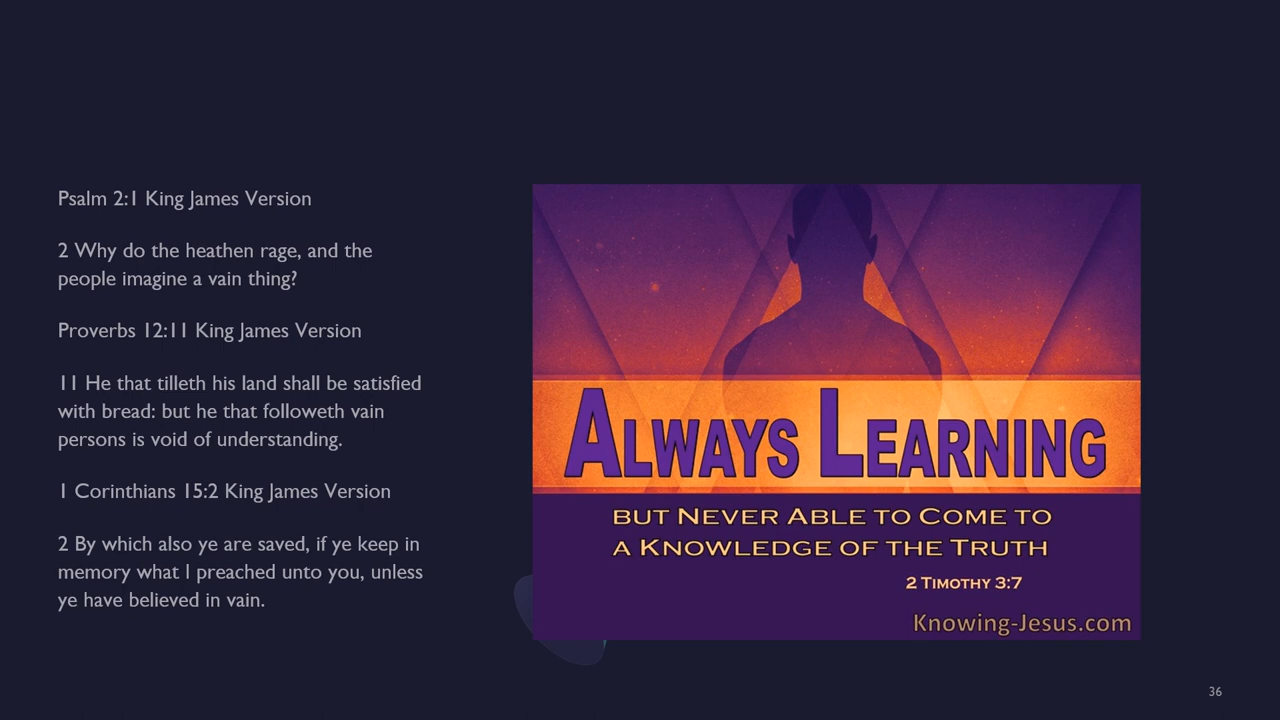 Psalm 2:1 King James Version
2 Why do the heathen rage, and the
people imagine a vain thing?
Proverbs 12:11 King James Version
11 He that tilleth his land shall be satisfied
with bread: but he that followeth vain
persons is void of understanding.
1 Corinthians 15:2 King James Version
2 By which also ye are saved, if ye keep in
memory what I preached unto you, unless
ye have believed in vain.
ALWAYS LEARNING
BUT NEVER ABLE TO COME TO
A KNOWLEDGE OF THE TRUTH
2 TIMOTHY 3:7
Knowing-Jesus.com
36